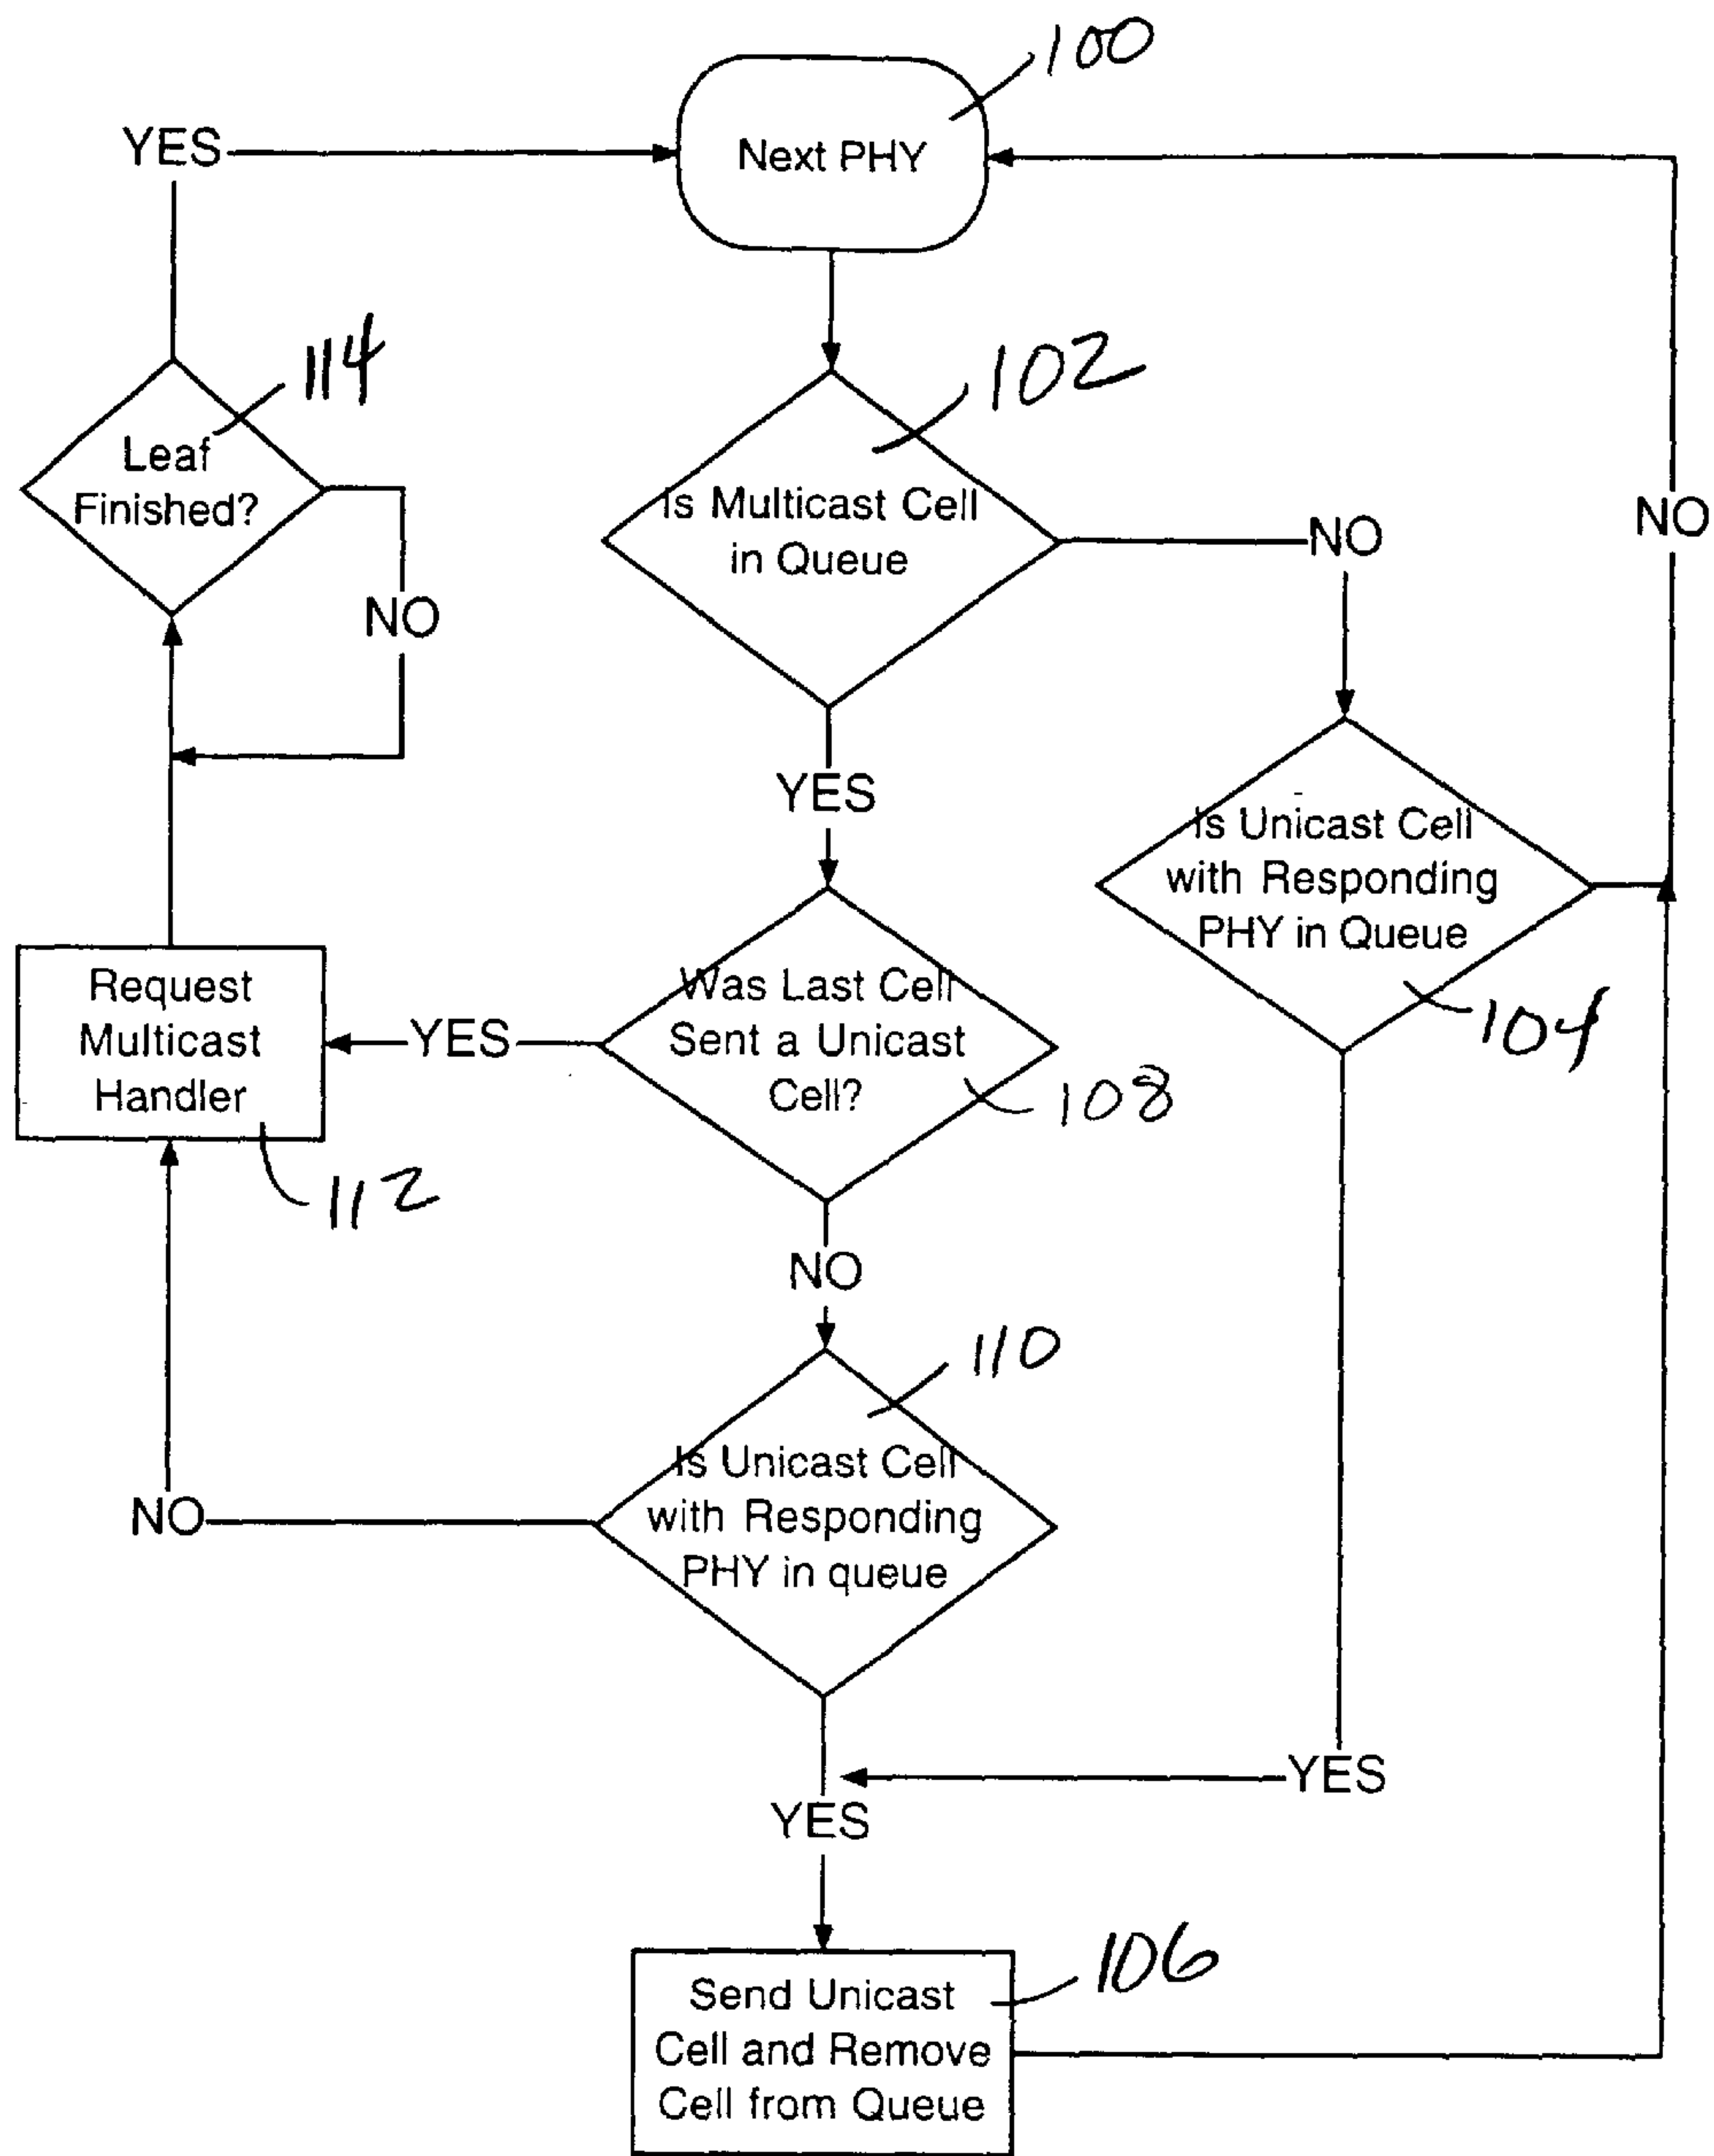 100
Next PHY
YES
114
Leaf
Finished?
NO
102
Is Multicast Cell
in Queue
NO
NO
YES
Is Unicast Cell
with Responding
PHY in Queue
104
Request
Multicast
Handler
112
YES
Was Last Cell
Sent a Unicast
Cell?
108
NO
110
Is Unicast Cell
with Responding
PHY in queue
NO
YES
YES
106
Send Unicast
Cell and Remove
Cell from Queue